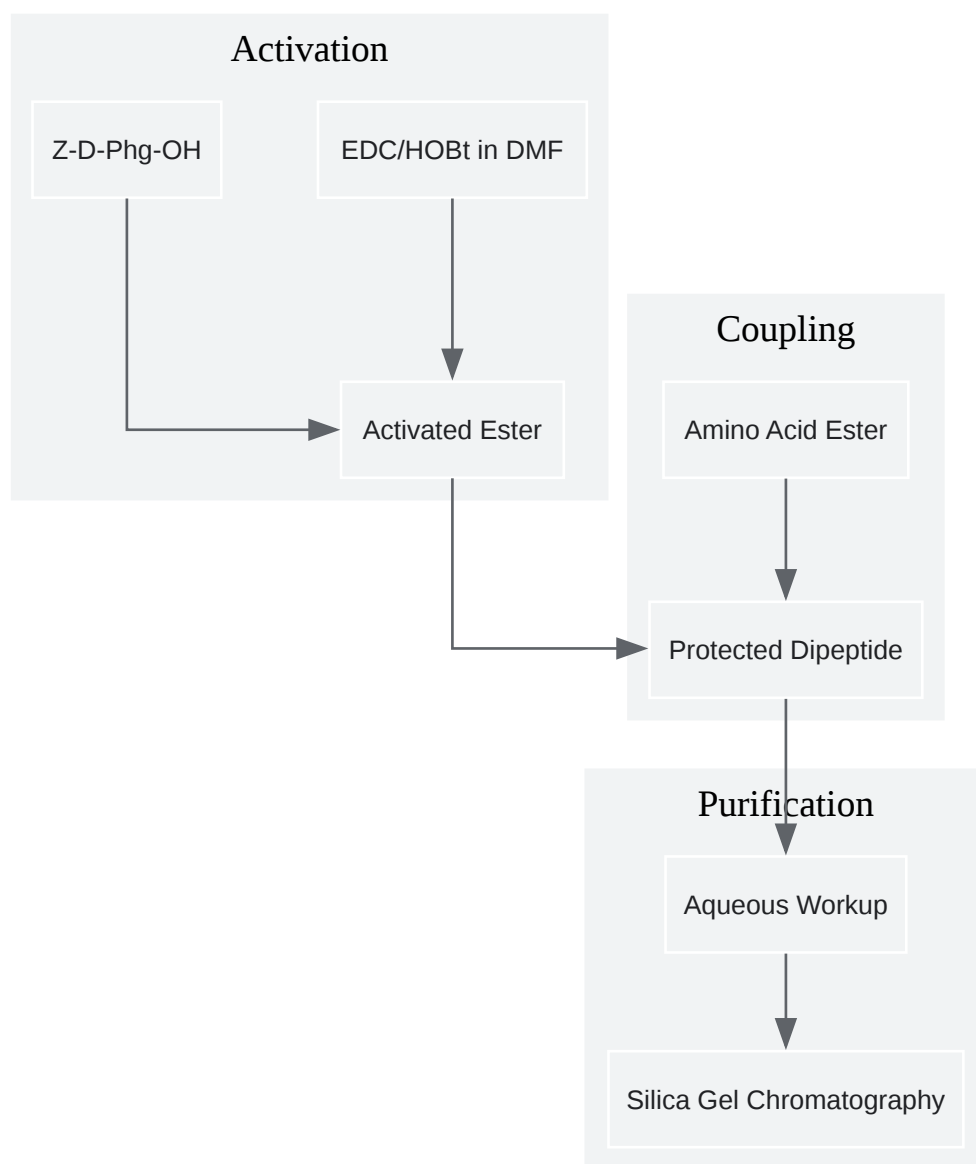 Activation
Z-D-Phg-OH
EDC/HOBt in DMF
Activated Ester
Coupling
Amino Acid Ester
Protected Dipeptide
Purification
Aqueous Workup
Silica Gel Chromatography